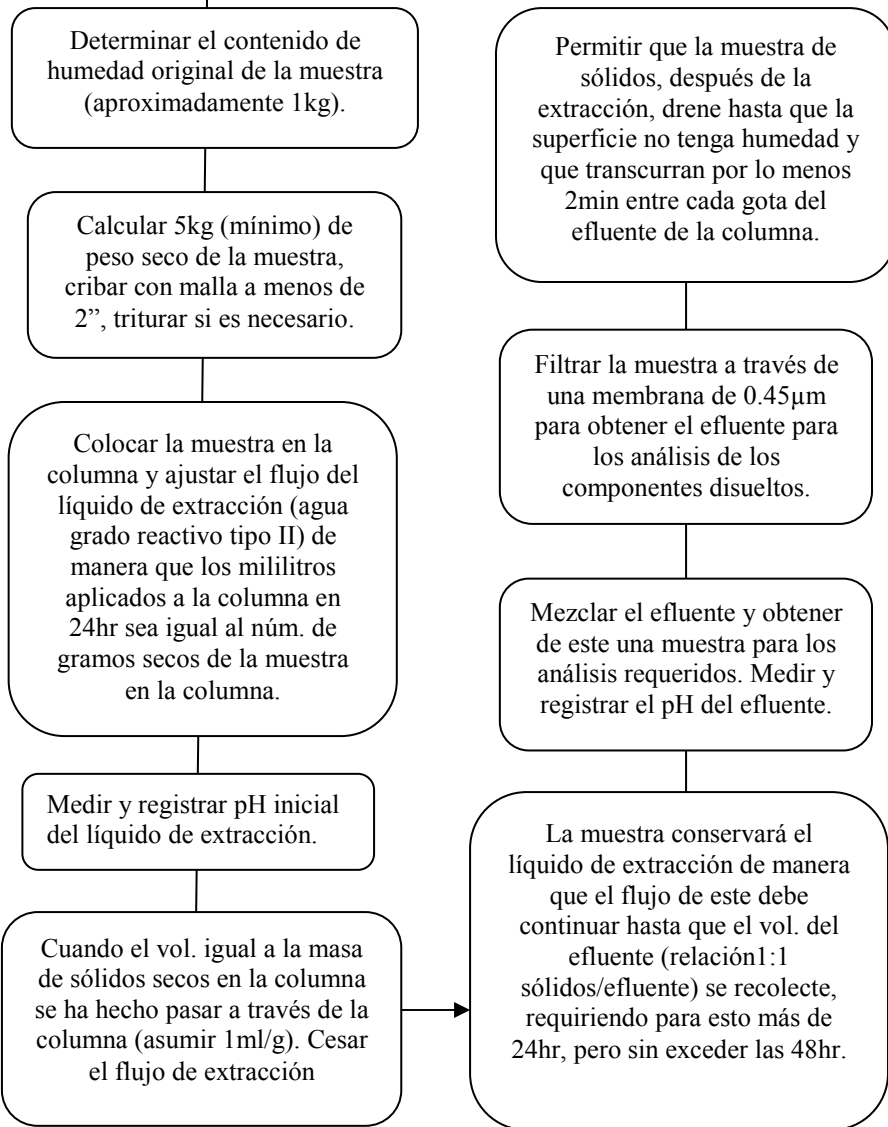 Determinar el contenido de
humedad original de la muestra
(aproximadamente 1kg).
Calcular 5kg (mínimo) de
peso seco de la muestra,
cribar con malla a menos de
2”, triturar si es necesario.
Colocar la muestra en la
columna y ajustar el flujo del
líquido de extracción (agua
grado reactivo tipo II) de
manera que los mililitros
aplicados a la columna en
24hr sea igual al núm. de
gramos secos de la muestra
en la columna.
Medir y registrar pH inicial
del líquido de extracción.
Cuando el vol. igual a la masa
de sólidos secos en la columna
se ha hecho pasar a través de la
columna (asumir 1ml/g). Cesar
el flujo de extracción
Permitir que la muestra de
sólidos, después de la
extracción, drene hasta que la
superficie no tenga humedad y
que transcurran por lo menos
2min entre cada gota del
efluente de la columna.
Filtrar la muestra a través de
una membrana de 0.45µm
para obtener el efluente para
los análisis de los
componentes disueltos.
Mezclar el efluente y obtener
de este una muestra para los
análisis requeridos. Medir y
registrar el pH del efluente.
La muestra conservará el
líquido de extracción de manera
que el flujo de este debe
continuar hasta que el vol. del
efluente (relación1:1
sólidos/efluente) se recolecte,
requiriendo para esto más de
24hr, pero sin exceder las 48hr.